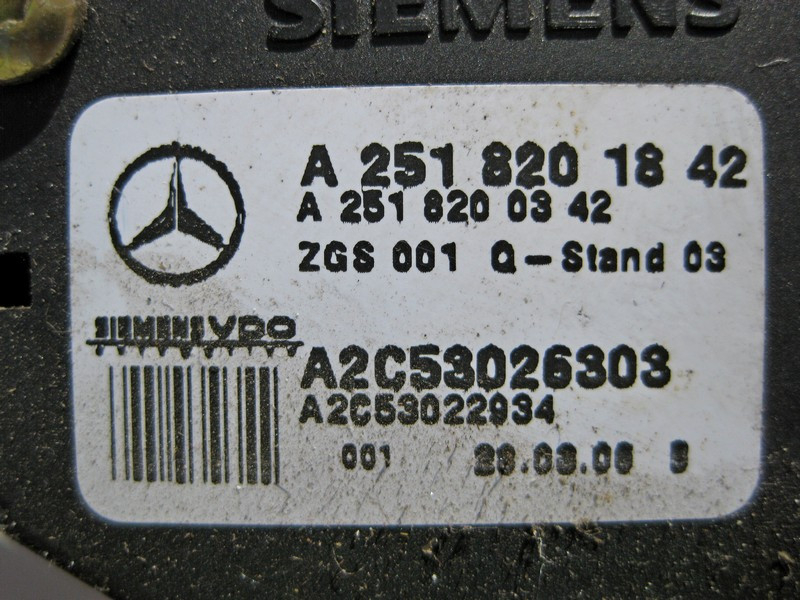 SIEMENS
A 251 820 18 42
A 251 820 03 42
ZGS 001 Q-Stand 03
SIEMENS VDO
A2C53026303
A2C53022934
001